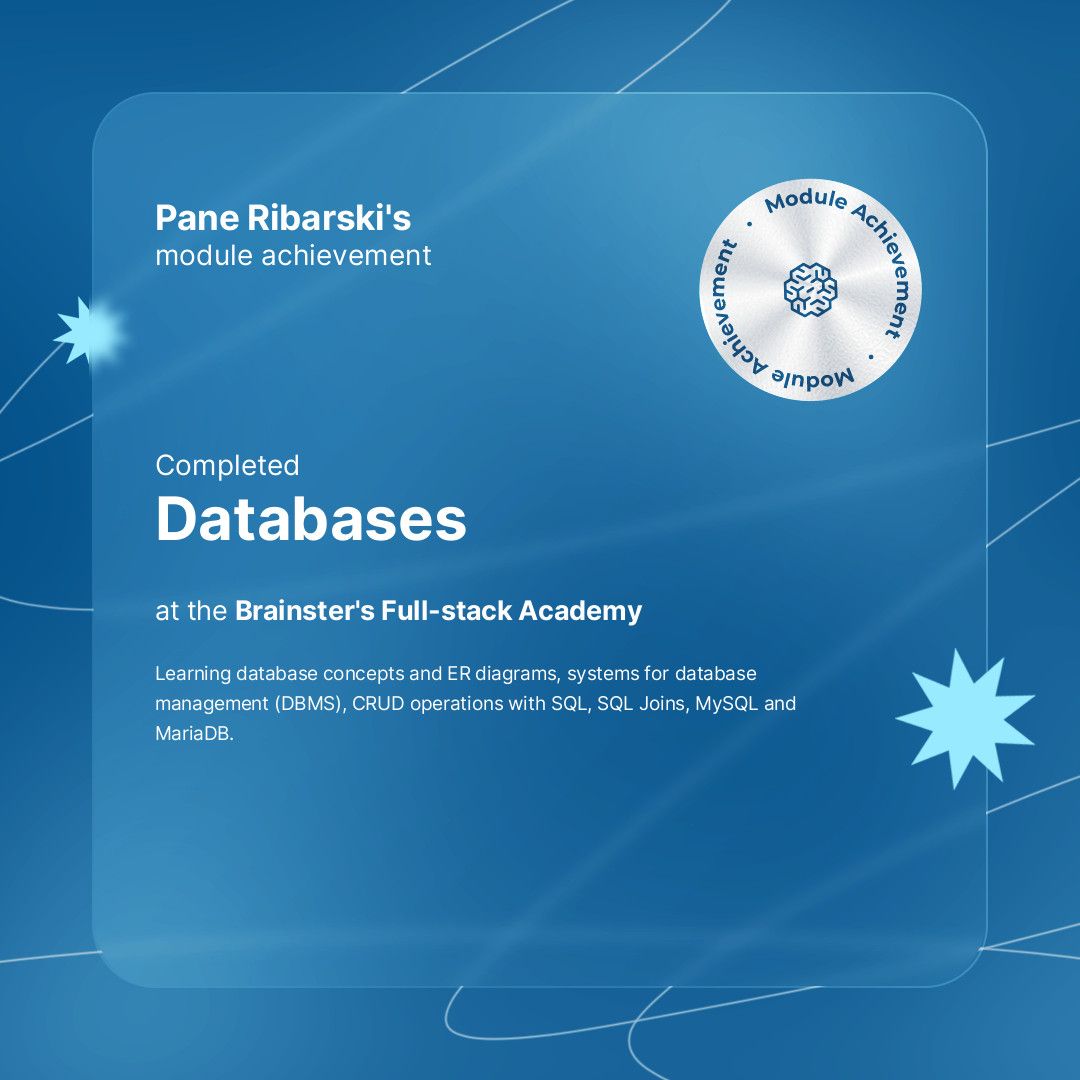 Pane Ribarski's
module achievement
Module Achievement • Module Achievement •
Completed
Databases
at the Brainster's Full-stack Academy
Learning database concepts and ER diagrams, systems for database
management (DBMS), CRUD operations with SQL, SQL Joins, MySQL and
MariaDB.